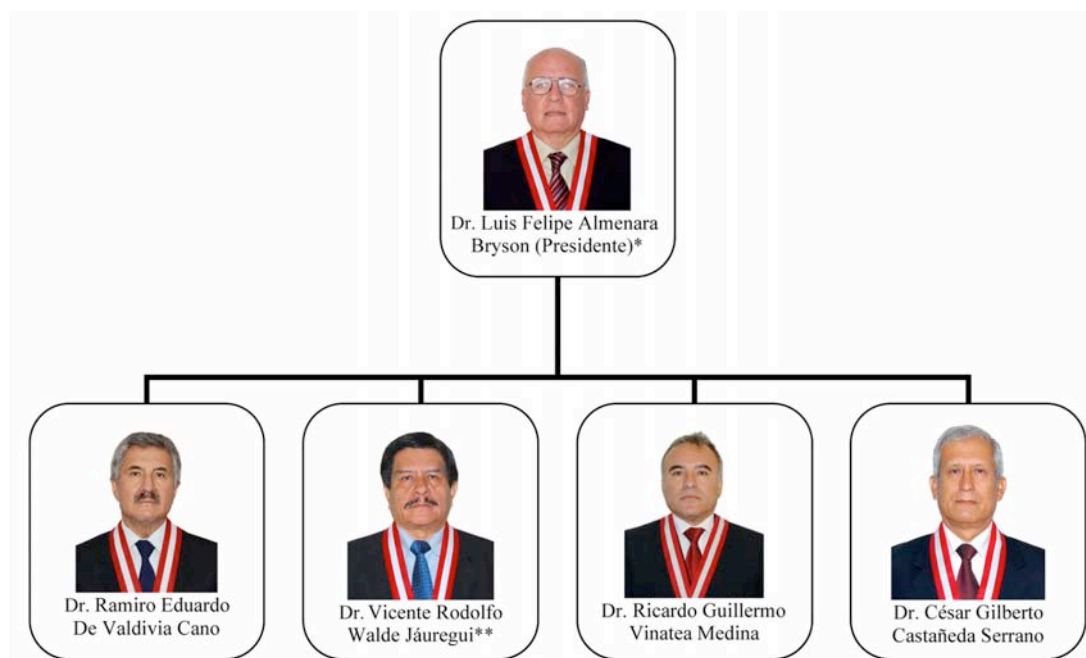 Dr. Luis Felipe Almenara
Bryson (Presidente)*
Dr. Ramiro Eduardo
De Valdivia Cano
Dr. Vicente Rodolfo
Walde Jáuregui**
Dr. Ricardo Guillermo
Vinatea Medina
Dr. César Gilberto
Castañeda Serrano